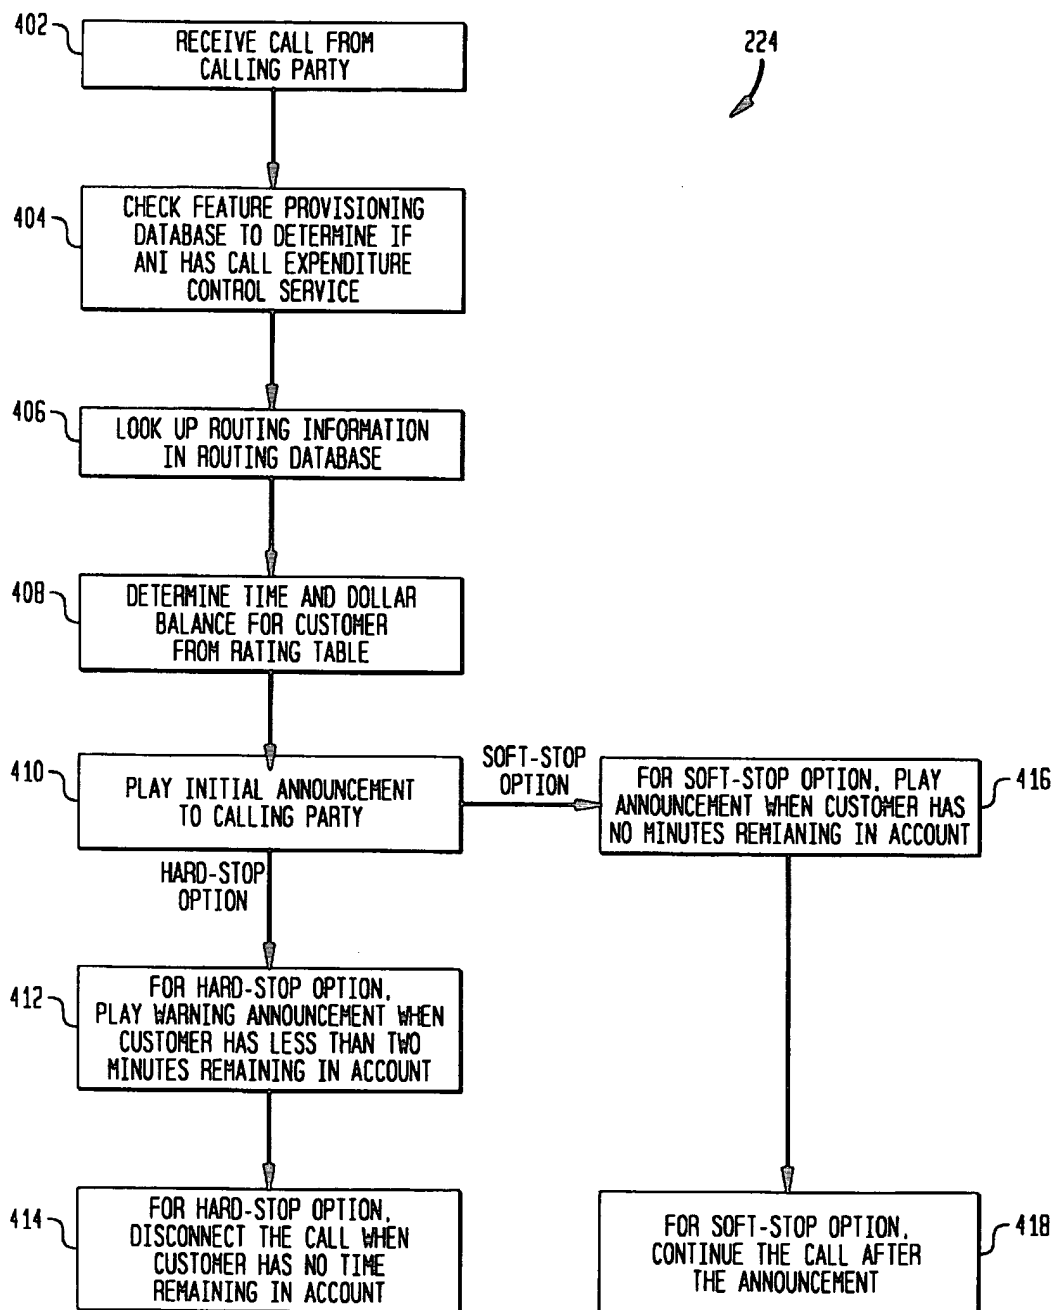 402
RECEIVE CALL FROM
CALLING PARTY
224
404
CHECK FEATURE PROVISIONING
DATABASE TO DETERMINE IF
ANI HAS CALL EXPENDITURE
CONTROL SERVICE
406
LOOK UP ROUTING INFORMATION
IN ROUTING DATABASE
408
DETERMINE TIME AND DOLLAR
BALANCE FOR CUSTOMER
FROM RATING TABLE
410
PLAY INITIAL ANNOUNCEMENT
TO CALLING PARTY
SOFT-STOP
OPTION
FOR SOFT-STOP OPTION, PLAY
ANNOUNCEMENT WHEN CUSTOMER HAS
NO MINUTES REMIANING IN ACCOUNT
416
HARD-STOP
OPTION
412
FOR HARD-STOP OPTION,
PLAY WARNING ANNOUNCEMENT WHEN
CUSTOMER HAS LESS THAN TWO
MINUTES REMAINING IN ACCOUNT
414
FOR HARD-STOP OPTION,
DISCONNECT THE CALL WHEN
CUSTOMER HAS NO TIME
REMAINING IN ACCOUNT
FOR SOFT-STOP OPTION,
CONTINUE THE CALL AFTER
THE ANNOUNCEMENT
418